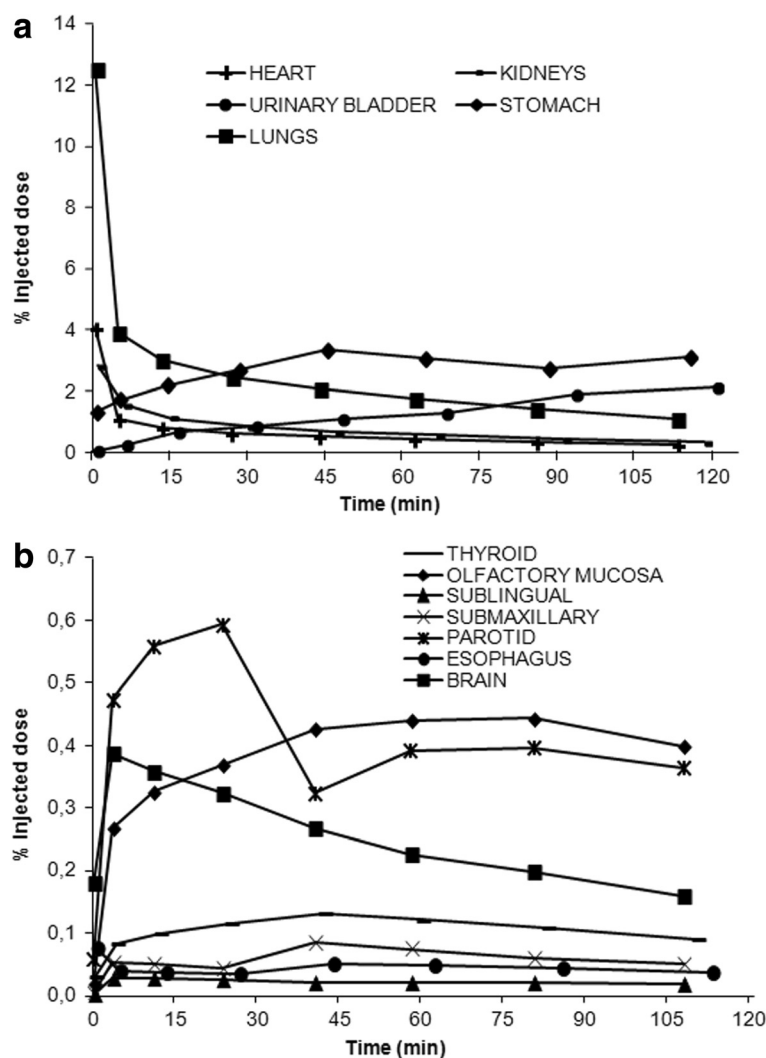 a
14
12
10
8
6
4
2
0
% Injected dose
HEART
KIDNEYS
URINARY BLADDER
STOMACH
LUNGS
0 15 30 45 60 75 90 105 120
Time (min)
b
0,7
0,6
0,5
0,4
0,3
0,2
0,1
0,0
% Injected dose
THYROID
OLFACTORY MUCOSA
SUBLINGUAL
SUBMAXILLARY
PAROTID
ESOPHAGUS
BRAIN
0 15 30 45 60 75 90 105 120
Time (min)